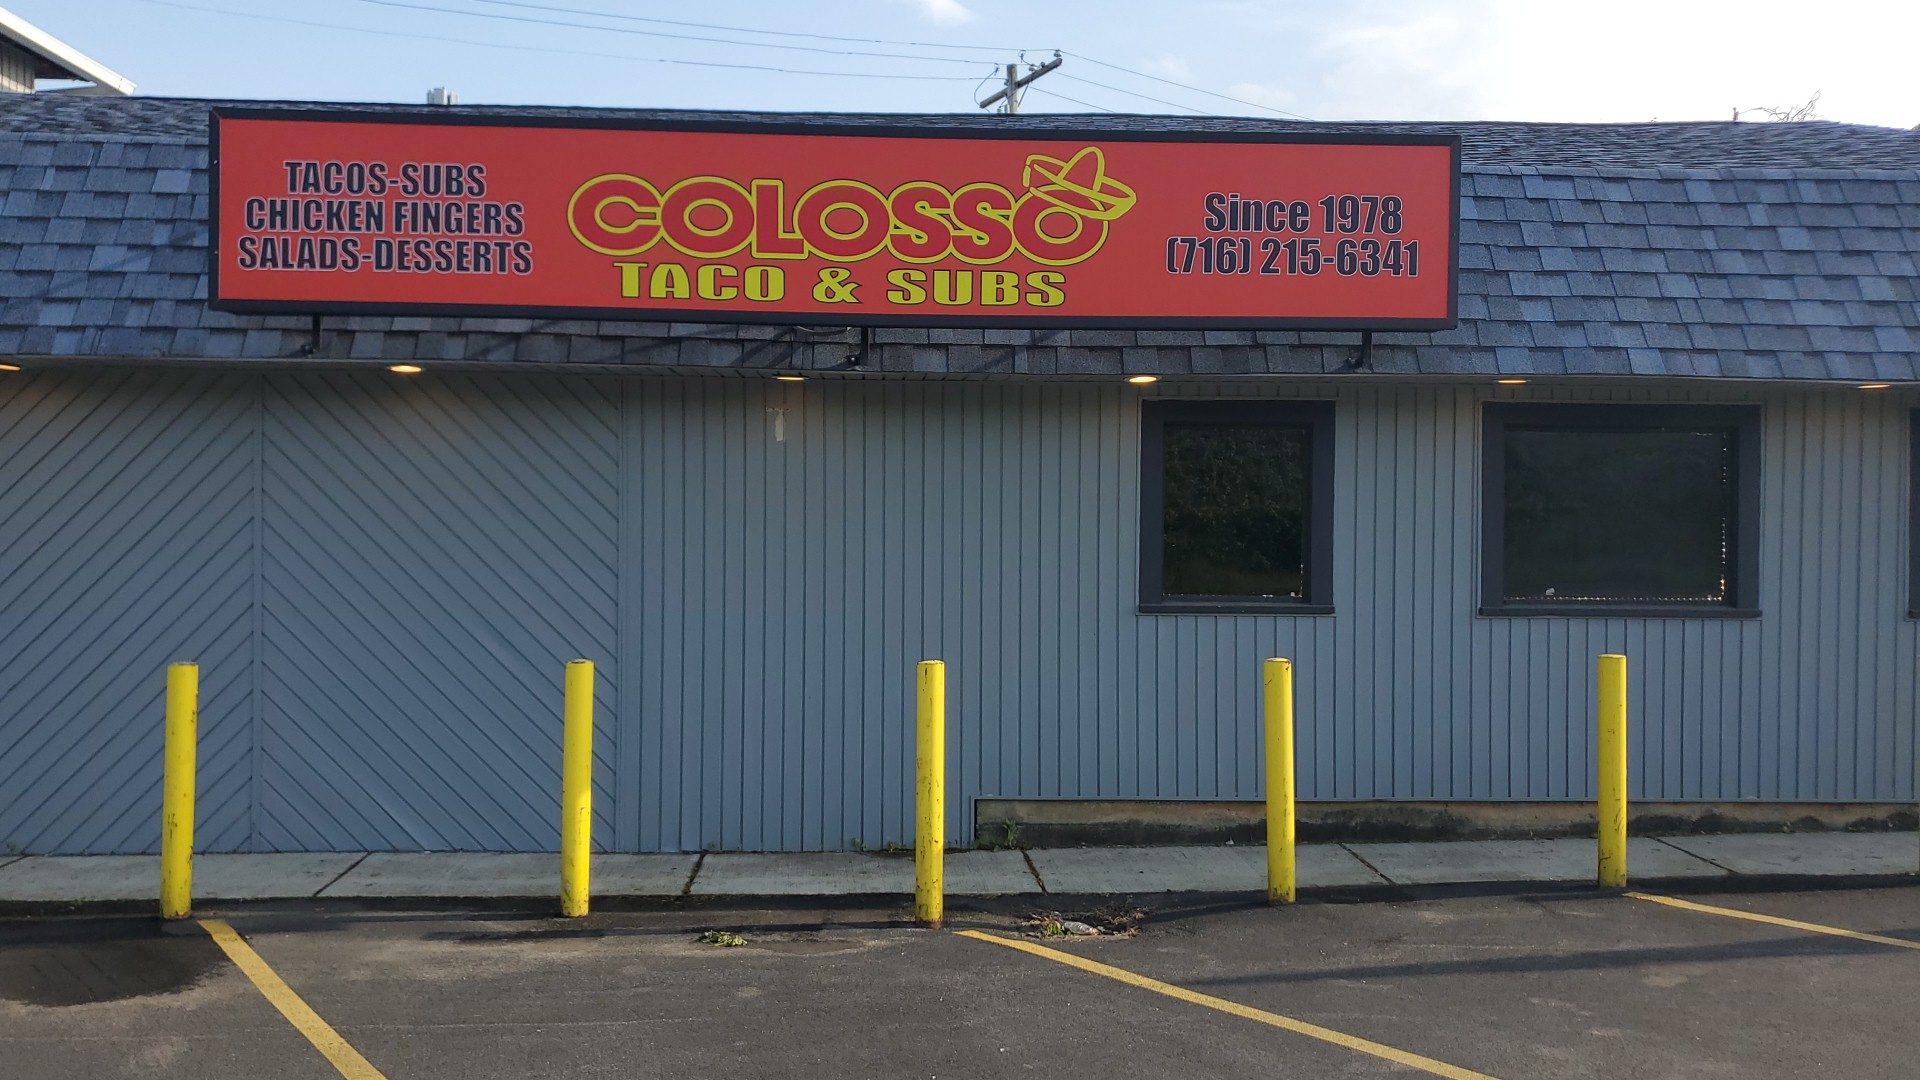 TACOS-SUBS
CHICKEN FINGERS
SALADS-DESSERTS
COLOSSO
TACO & SUBS
Since 1978
(716) 215-6341